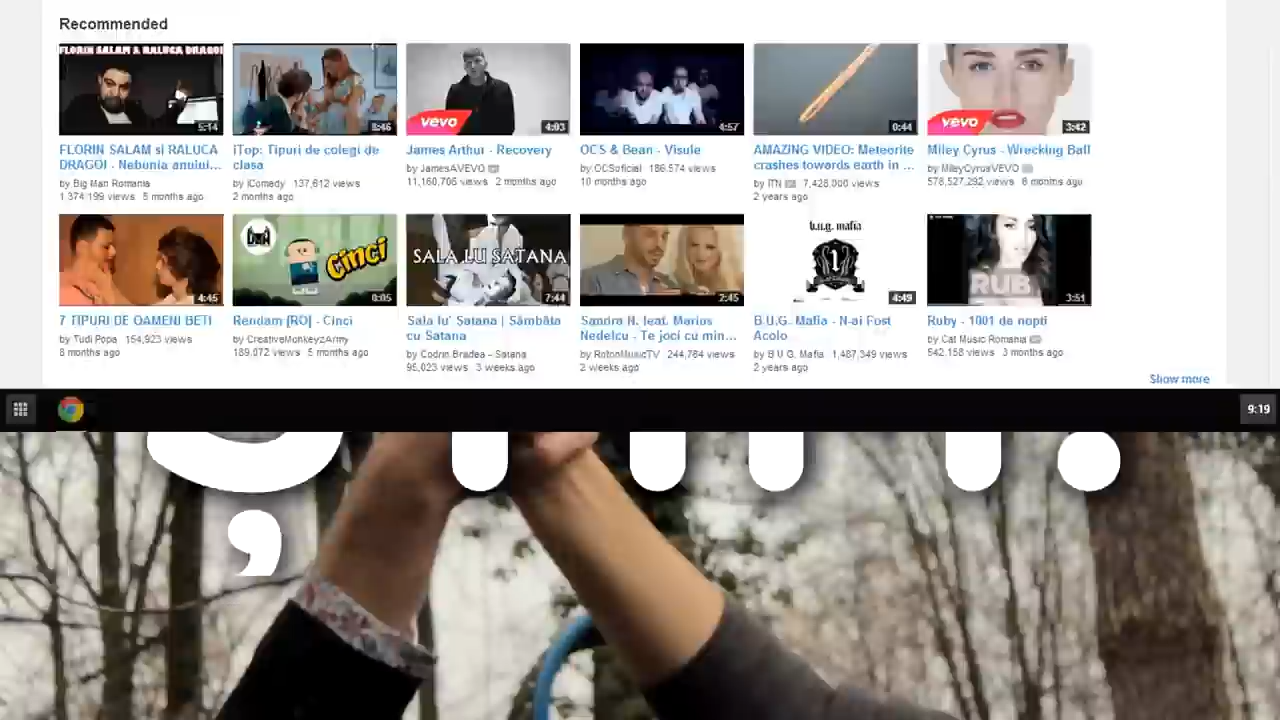 Recommended
FLORIN SALAM & RALUCA DRAGOI
5:14
vevo
4:03
4:57
0:44
vevo
3:42
FLORIN SALAM si RALUCA
DRAGOI - Nebunia anului...
by Big Man Romania
1,374,199 views 5 months ago
iTop: Tipuri de colegi de
clasa
by iComedy 137,612 views
2 months ago
James Arthur - Recovery
by JamesAVEVO
11,160,706 views 2 months ago
OCS & Bean - Visule
by OCSoficial 186,574 views
10 months ago
AMAZING VIDEO: Meteorite
crashes towards earth in ...
by ITN 7,428,000 views
2 years ago
Miley Cyrus - Wrecking Ball
by MileyCyrusVEVO
578,527,292 views 6 months ago
4:45
Cinci
0:05
SALA LU SATANA
7:44
2:45
b.u.g. mafia
4:49
RUB
3:51
7 TIPURI DE OAMENI BETI
by Tudi Popa 154,923 views
8 months ago
Rendam [RO] - Cinci
by CreativeMonkeyzArmy
189,072 views 5 months ago
Sala lu' Satana | Sâmbăta
cu Satana
by Codrin Bradea - Satana
95,023 views 3 weeks ago
Sandra N. feat. Marius
Nedelcu - Te joci cu min...
by RotonMusicTV 244,764 views
2 weeks ago
B.U.G. Mafia - N-ai Fost
Acolo
by B.U.G. Mafia 1,487,349 views
2 years ago
Ruby - 1001 de nopti
by Cat Music Romania
542,158 views 3 months ago
Show more
9:19